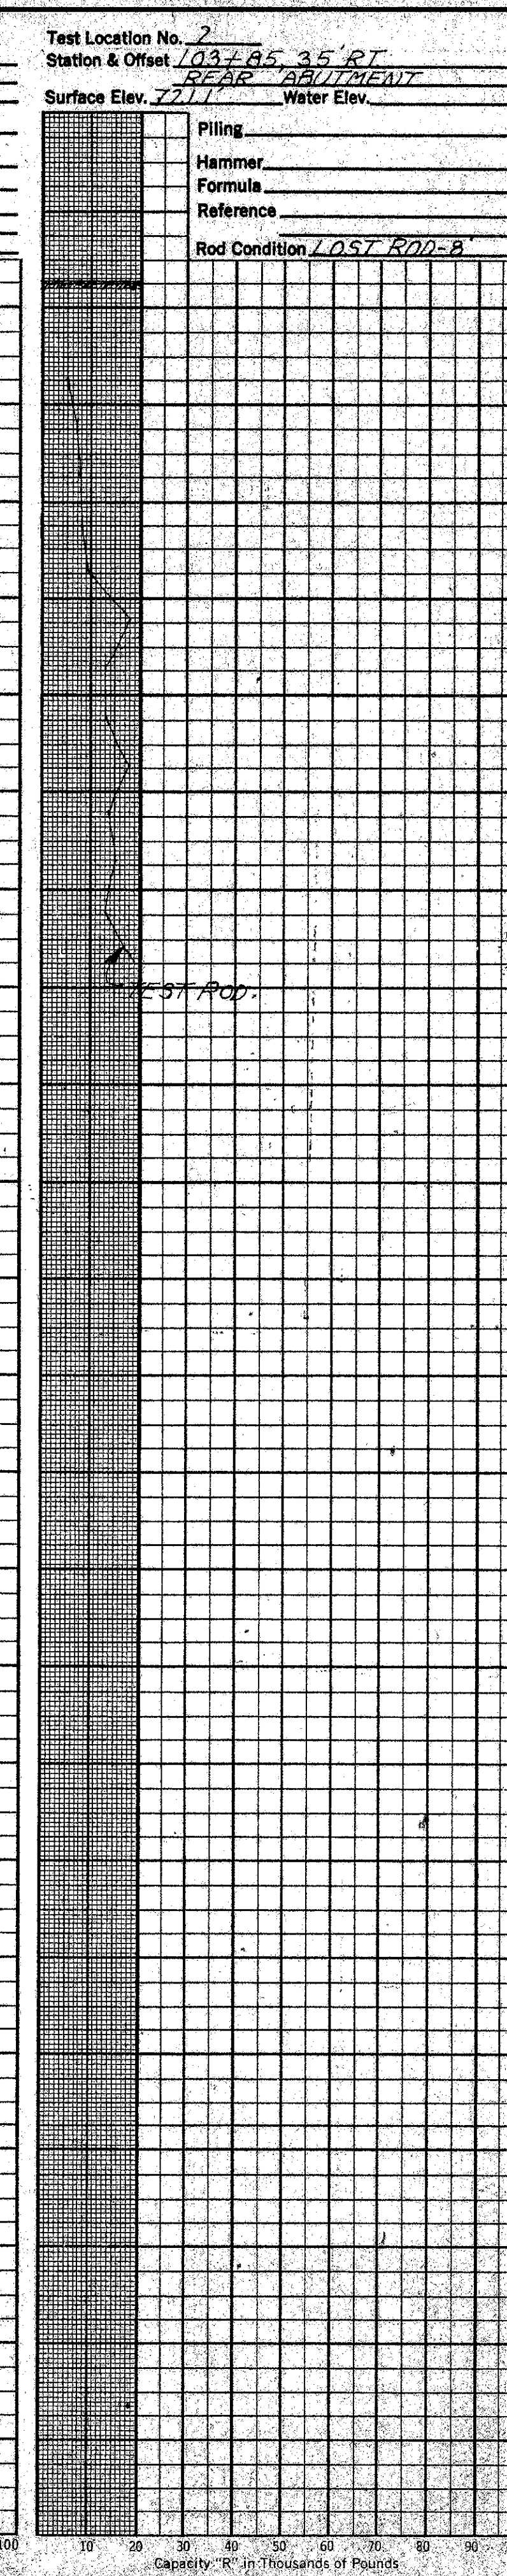 Test Location No. 2
Station & Offset 103+85, 35' RT
REAR ABUTMENT
Surface Elev. 771.1' Water Elev.
Piling
Hammer
Formula
Reference
Rod Condition LOST ROD-8'
TEST ROD.
100 10 20 30 40 50 60 70 80 90
Capacity "R" in Thousands of Pounds